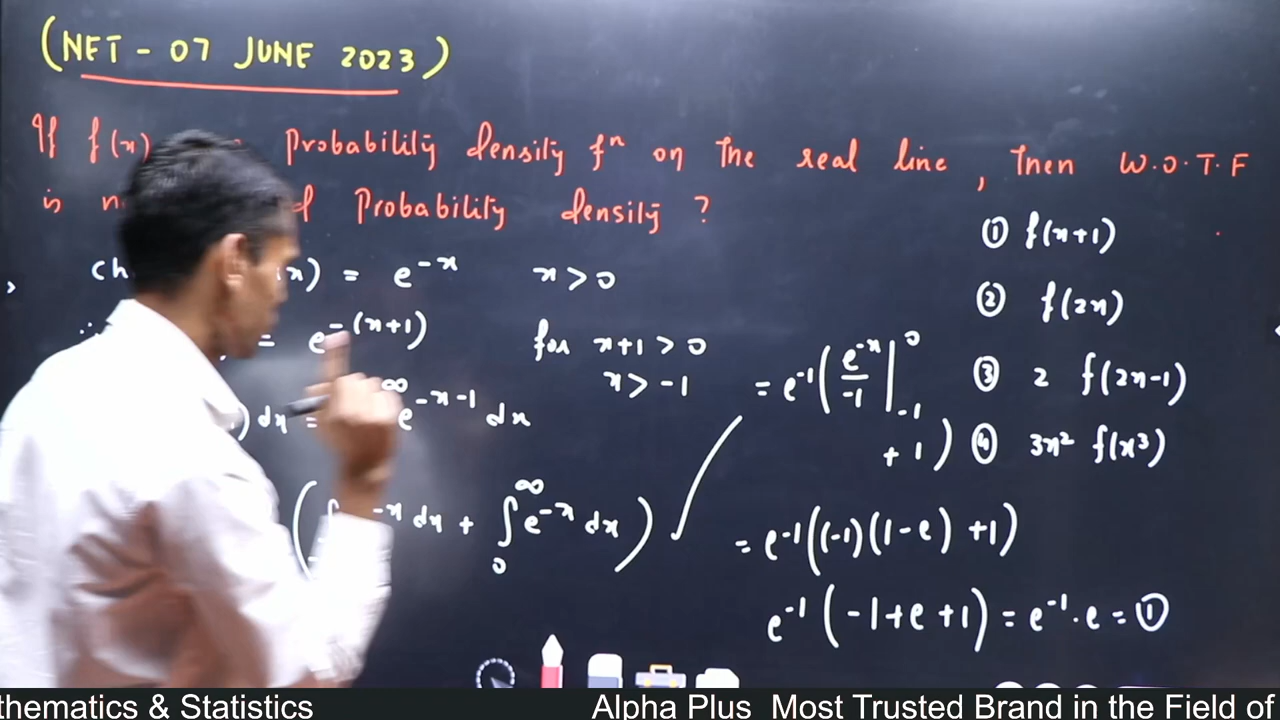 (NET - 07 JUNE 2023)
If f(x) Probability density fⁿ on the real line, then W.O.T.F
is Probability density ?
① f(x+1)
② f(2x)
③ 2 f(2x-1)
④ 3x² f(x³)
= e⁻ˣ x > 0
= e^{-(x+1)} for x+1 > 0
x > -1
dx = e^{-x-1} dx
dx + ∫₀^∞ e⁻ˣ dx)
= e⁻¹( e⁻ˣ/-1 |₋₁⁰
+ 1)
= e⁻¹((-1)(1-e) +1)
e⁻¹(-1+e+1) = e⁻¹·e = ①
thematics & Statistics Alpha Plus Most Trusted Brand in the Field of